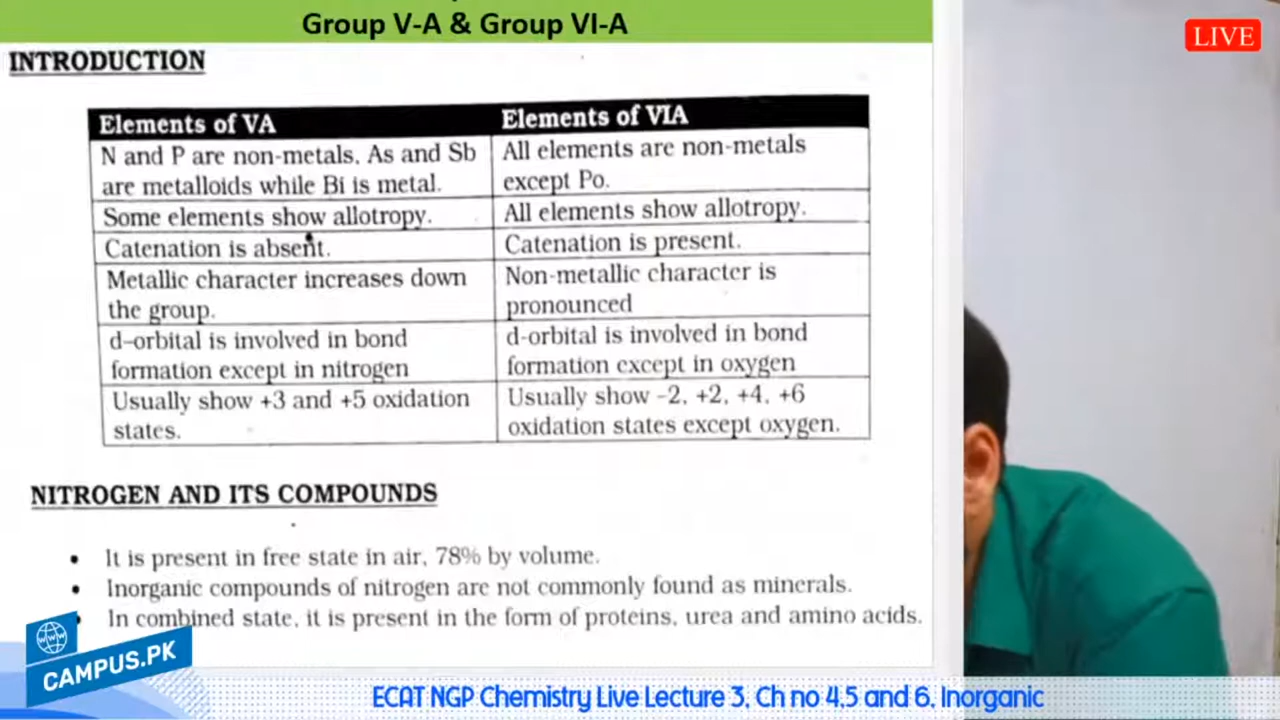 Group V-A & Group VI-A
LIVE
INTRODUCTION
Elements of VA
Elements of VIA
N and P are non-metals, As and Sb
are metalloids while Bi is metal.
All elements are non-metals
except Po.
Some elements show allotropy.
All elements show allotropy.
Catenation is absent.
Catenation is present.
Metallic character increases down
the group.
Non-metallic character is
pronounced
d-orbital is involved in bond
formation except in nitrogen
d-orbital is involved in bond
formation except in oxygen
Usually show +3 and +5 oxidation
states.
Usually show -2, +2, +4, +6
oxidation states except oxygen.
NITROGEN AND ITS COMPOUNDS
• It is present in free state in air, 78% by volume.
• Inorganic compounds of nitrogen are not commonly found as minerals.
• In combined state, it is present in the form of proteins, urea and amino acids.
WWW
CAMPUS.PK
ECAT NGP Chemistry Live Lecture 3, Ch no 4,5 and 6, Inorganic